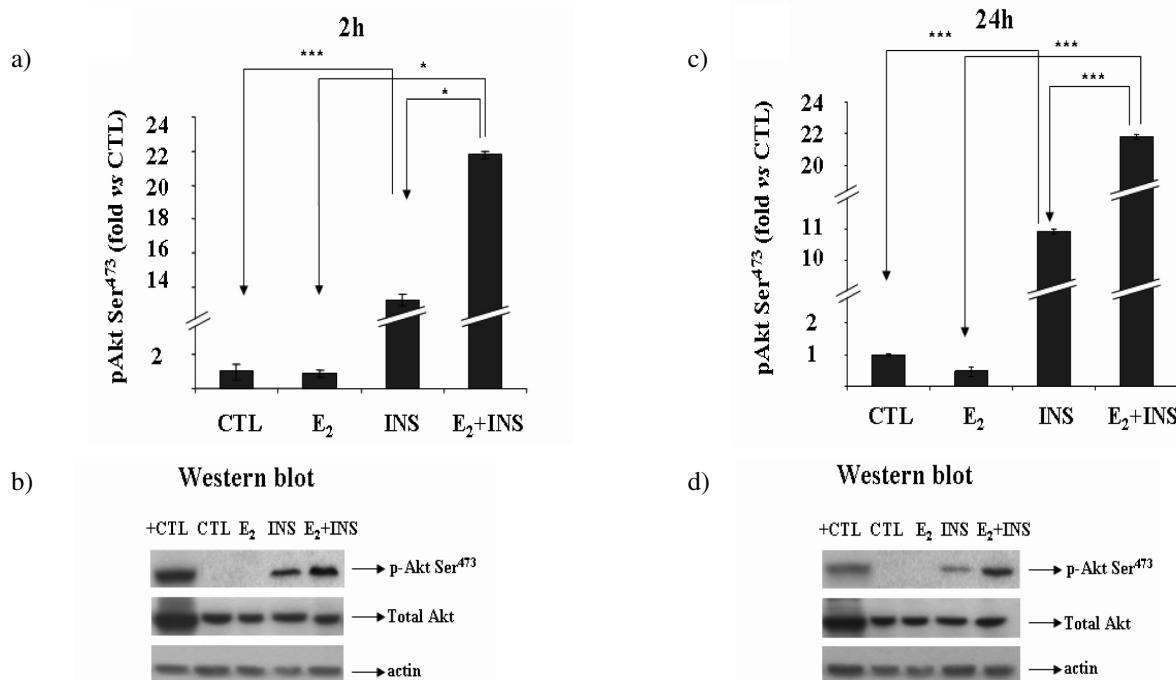 a)
2h
***
*
*
pAkt Ser473 (fold vs CTL)
24
22
20
18
16
14
2
CTL E2 INS E2+INS
b)
Western blot
+CTL CTL E2 INS E2+INS
p-Akt Ser473
Total Akt
actin
c)
24h
***
***
***
pAkt Ser473 (fold vs CTL)
24
22
20
11
10
2
1
CTL E2 INS E2+INS
d)
Western blot
+CTL CTL E2 INS E2+INS
p-Akt Ser473
Total Akt
actin